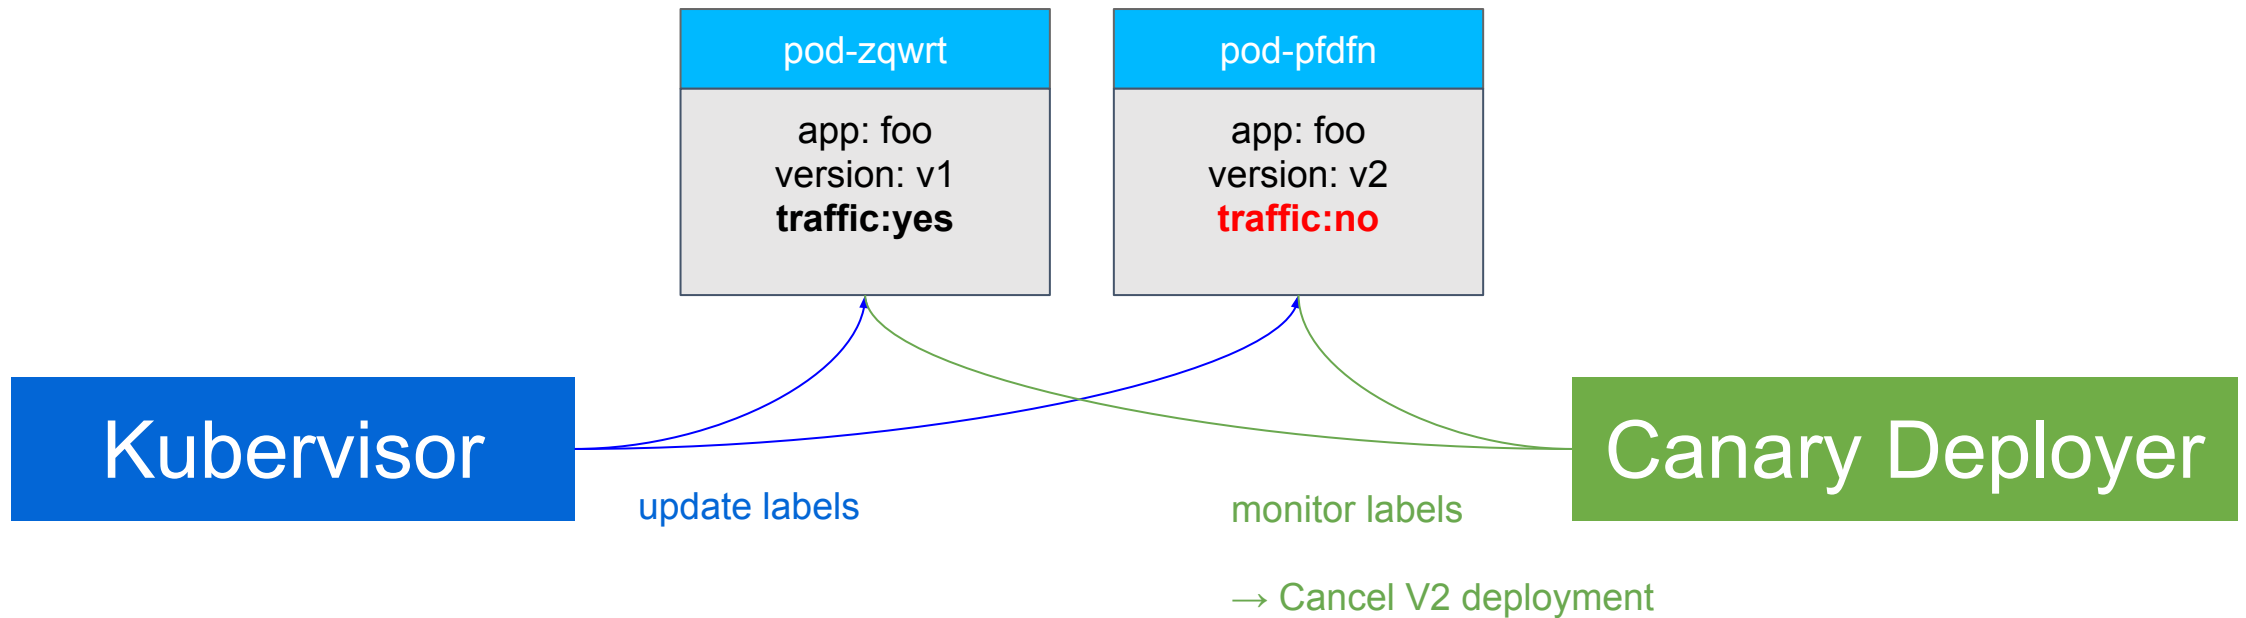 pod-zqwrt
app: foo
version: v1
traffic:yes
pod-pfdfn
app: foo
version: v2
traffic:no
Kubervisor
Canary Deployer
update labels
monitor labels
→ Cancel V2 deployment